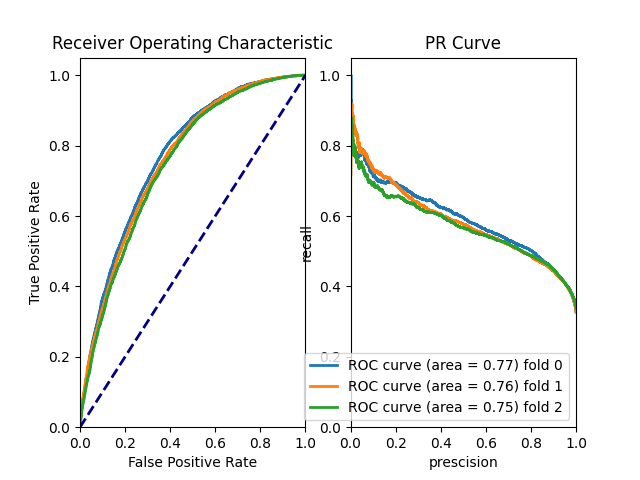 Receiver Operating Characteristic
True Positive Rate
1.0
0.8
0.6
0.4
0.2
0.0
0.0 0.2 0.4 0.6 0.8 1.0
False Positive Rate
PR Curve
recall
1.0
0.8
0.6
0.4
0.2
0.0
ROC curve (area = 0.77) fold 0
ROC curve (area = 0.76) fold 1
ROC curve (area = 0.75) fold 2
0.0 0.2 0.4 0.6 0.8 1.0
prescision